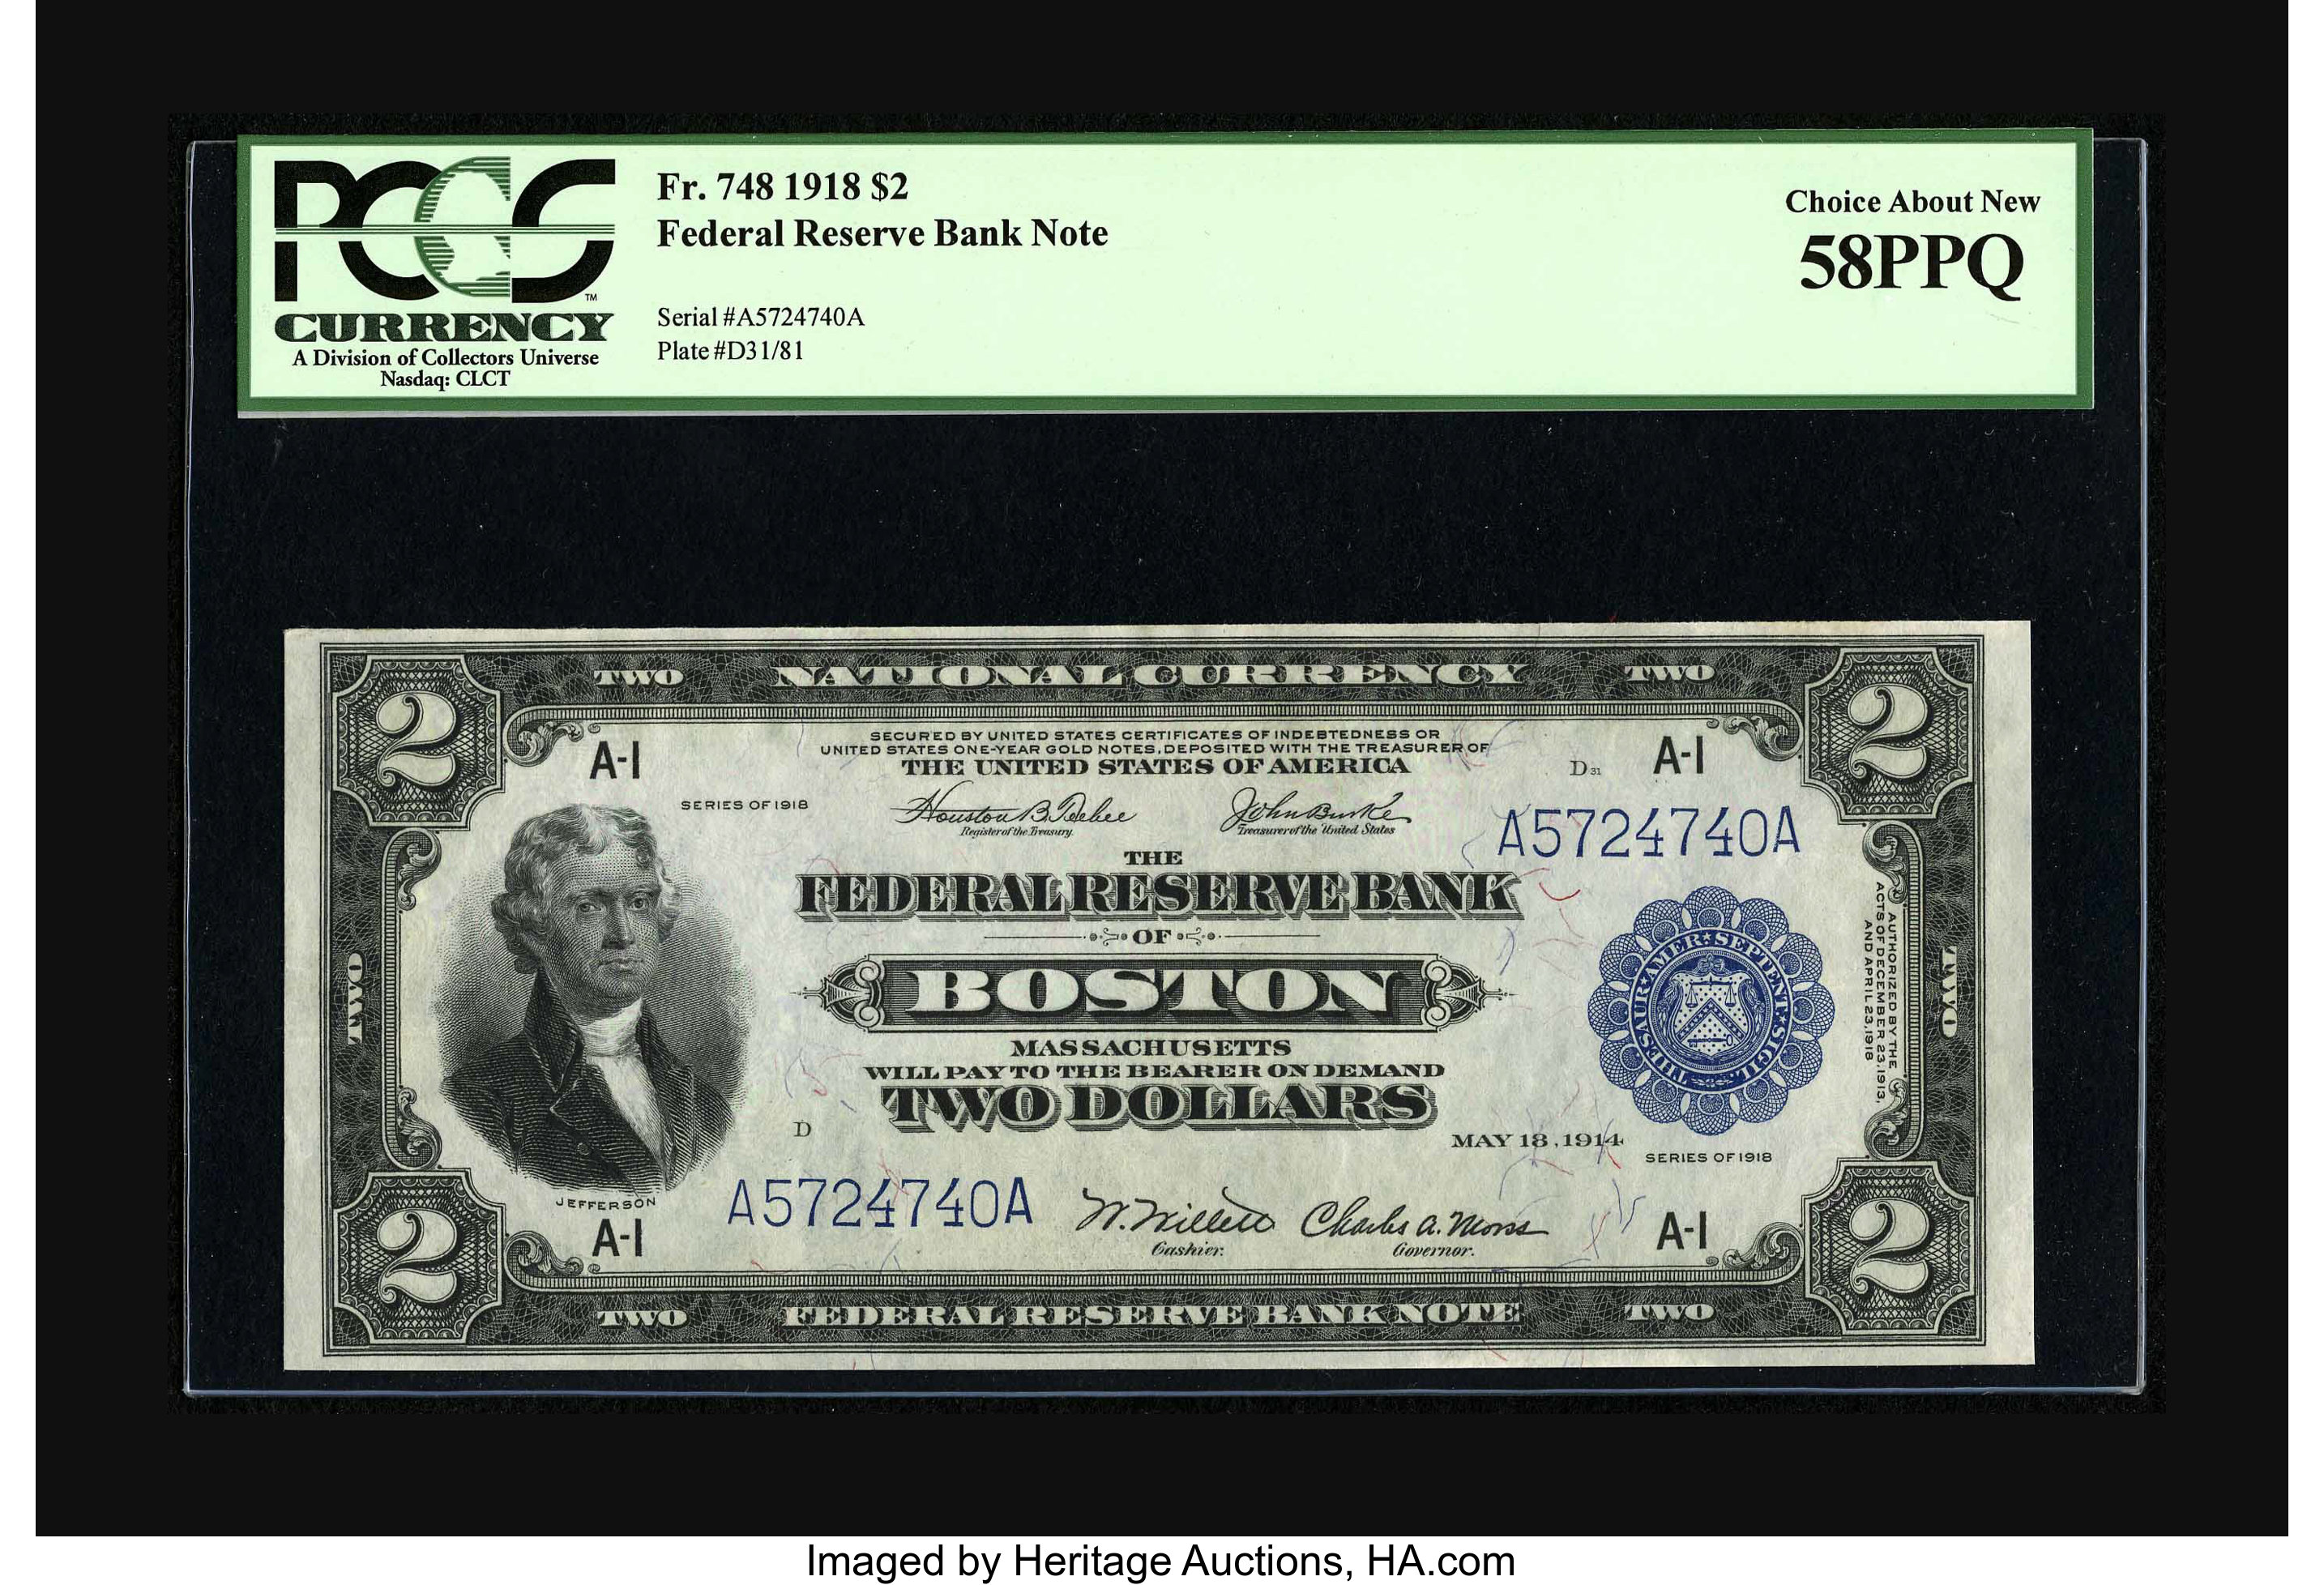 PCGS
TM
CURRENCY
A Division of Collectors Universe
Nasdaq: CLCT
Fr. 748 1918 $2
Federal Reserve Bank Note
Serial #A5724740A
Plate #D31/81
Choice About New
58PPQ
2
TWO
NATIONAL CURRENCY
TWO
2
A-1
SECURED BY UNITED STATES CERTIFICATES OF INDEBTEDNESS OR
UNITED STATES ONE-YEAR GOLD NOTES, DEPOSITED WITH THE TREASURER OF
THE UNITED STATES OF AMERICA
D31
A-1
SERIES OF 1918
Houston B. Teehee
Register of the Treasury.
John Burke
Treasurer of the United States
A5724740A
THE
FEDERAL RESERVE BANK
OF
BOSTON
MASSACHUSETTS
WILL PAY TO THE BEARER ON DEMAND
TWO DOLLARS
TWO
TWO
AUTHORIZED BY THE
ACTS OF DECEMBER 23, 1913,
AND APRIL 23, 1918
THESAUR. AMER. SEPTENT. SIGIL.
D
MAY 18, 1914
SERIES OF 1918
JEFFERSON
A-1
A5724740A
W. Willett
Cashier.
Charles A. Morss
Governor.
A-1
2
TWO
FEDERAL RESERVE BANK NOTE
TWO
2
Imaged by Heritage Auctions, HA.com